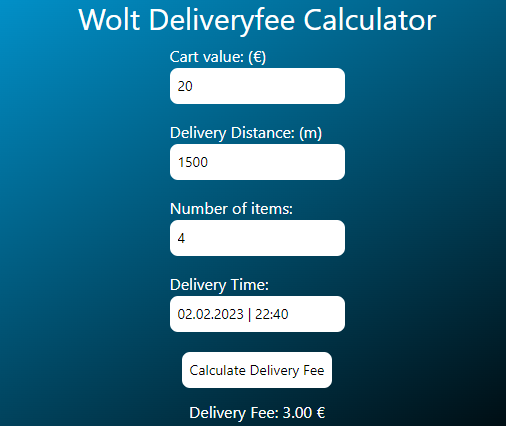 Wolt Deliveryfee Calculator
Cart value: (€)
20
Delivery Distance: (m)
1500
Number of items:
4
Delivery Time:
02.02.2023 | 22:40
Calculate Delivery Fee
Delivery Fee: 3.00 €